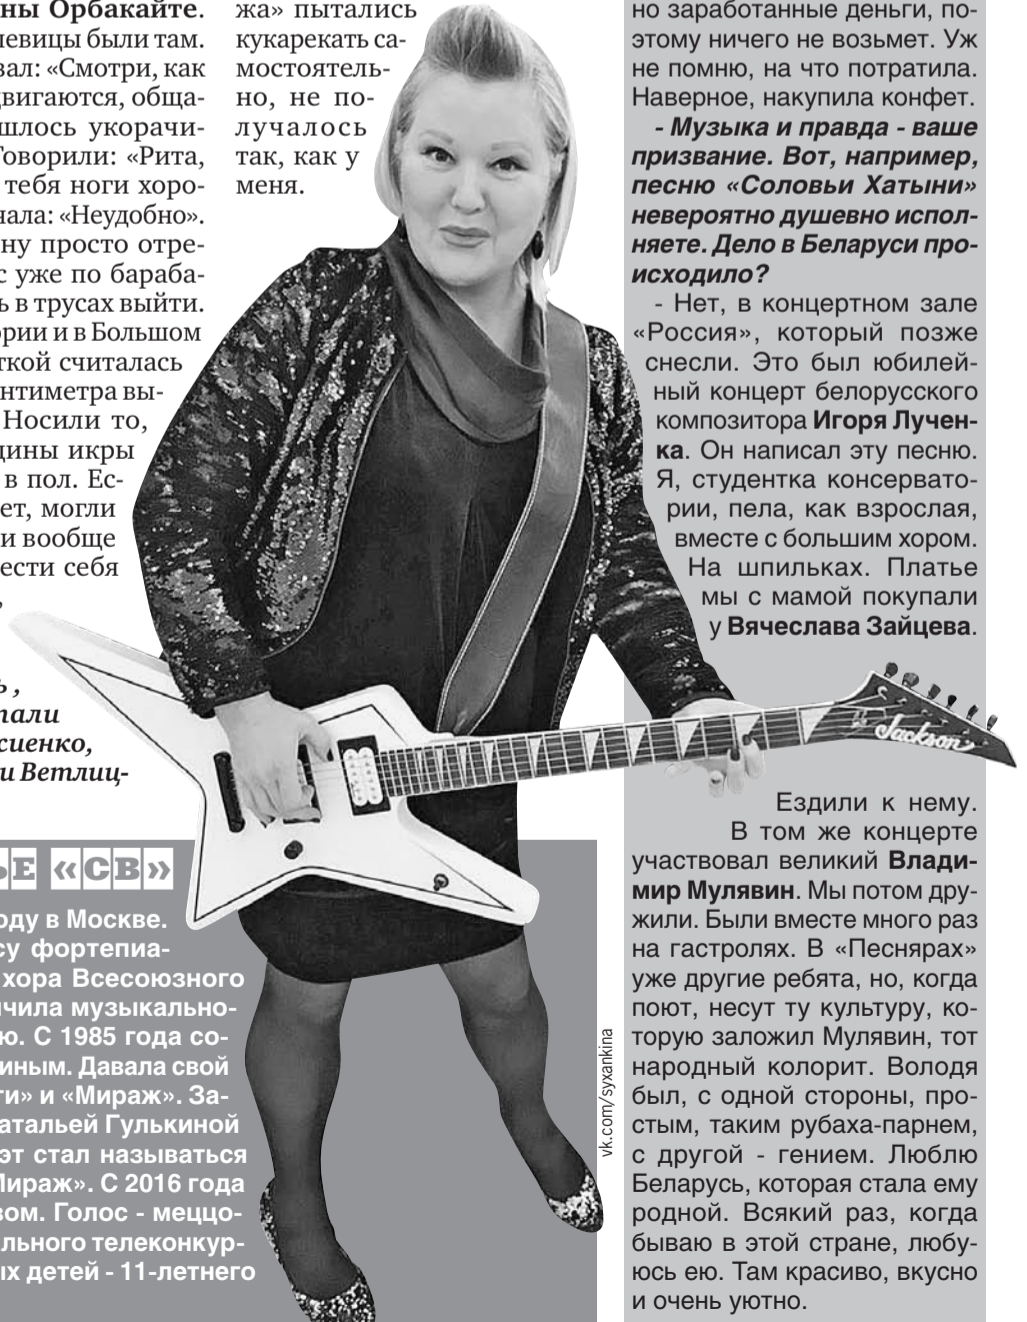 ны Орбакайте.
певицы были там.
вал: «Смотри, как
двигаются, обща-
шлось укорачи-
Говорили: «Рита,
тебя ноги хоро-
чала: «Неудобно».
ну просто отре-
с уже по бараба-
ь в трусах выйти.
ории и в Большом
ткой считалась
антиметра вы-
Носили то,
щины икры
в пол. Ес-
ет, могли
и вообще
ести себя
,
ь ,
пали
сиенко,
и Ветлиц-
жа» пытались
кукарекать са-
мостоятель-
но, не по-
лучалось
так, как у
меня.
ЬЕ «СВ»
оду в Москве.
су фортепиа-
хора Всесоюзного
нчила музыкально-
ю. С 1985 года со-
иным. Давала свой
ти» и «Мираж». За-
атальей Гулькиной
эт стал называться
Мираж». С 2016 года
вом. Голос - меццо-
льного телеконкур-
ых детей - 11-летнего
Jackson
vk.com/syxankina
но заработанные деньги, по-
этому ничего не возьмет. Уж
не помню, на что потратила.
Наверное, накупила конфет.
- Музыка и правда - ваше
призвание. Вот, например,
песню «Соловьи Хатыни»
невероятно душевно испол-
няете. Дело в Беларуси про-
исходило?
- Нет, в концертном зале
«Россия», который позже
снесли. Это был юбилей-
ный концерт белорусского
композитора Игоря Лучен-
ка. Он написал эту песню.
Я, студентка консервато-
рии, пела, как взрослая,
вместе с большим хором.
На шпильках. Платье
мы с мамой покупали
у Вячеслава Зайцева.
Ездили к нему.
В том же концерте
участвовал великий Влади-
мир Мулявин. Мы потом дру-
жили. Были вместе много раз
на гастролях. В «Песнярах»
уже другие ребята, но, когда
поют, несут ту культуру, ко-
торую заложил Мулявин, тот
народный колорит. Володя
был, с одной стороны, про-
стым, таким рубаха-парнем,
с другой - гением. Люблю
Беларусь, которая стала ему
родной. Всякий раз, когда
бываю в этой стране, любу-
юсь ею. Там красиво, вкусно
и очень уютно.